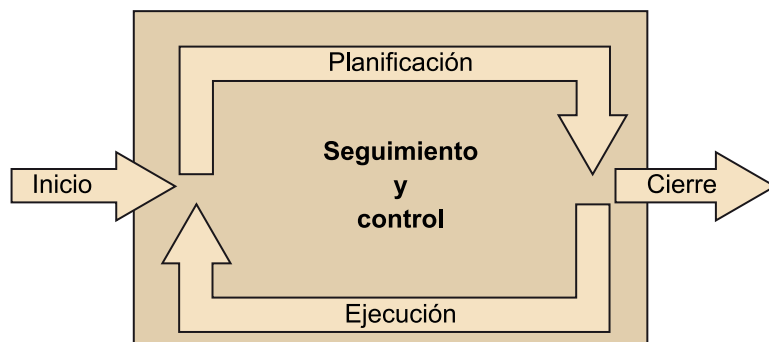 Planificación
Seguimiento
y
control
Inicio
Cierre
Ejecución